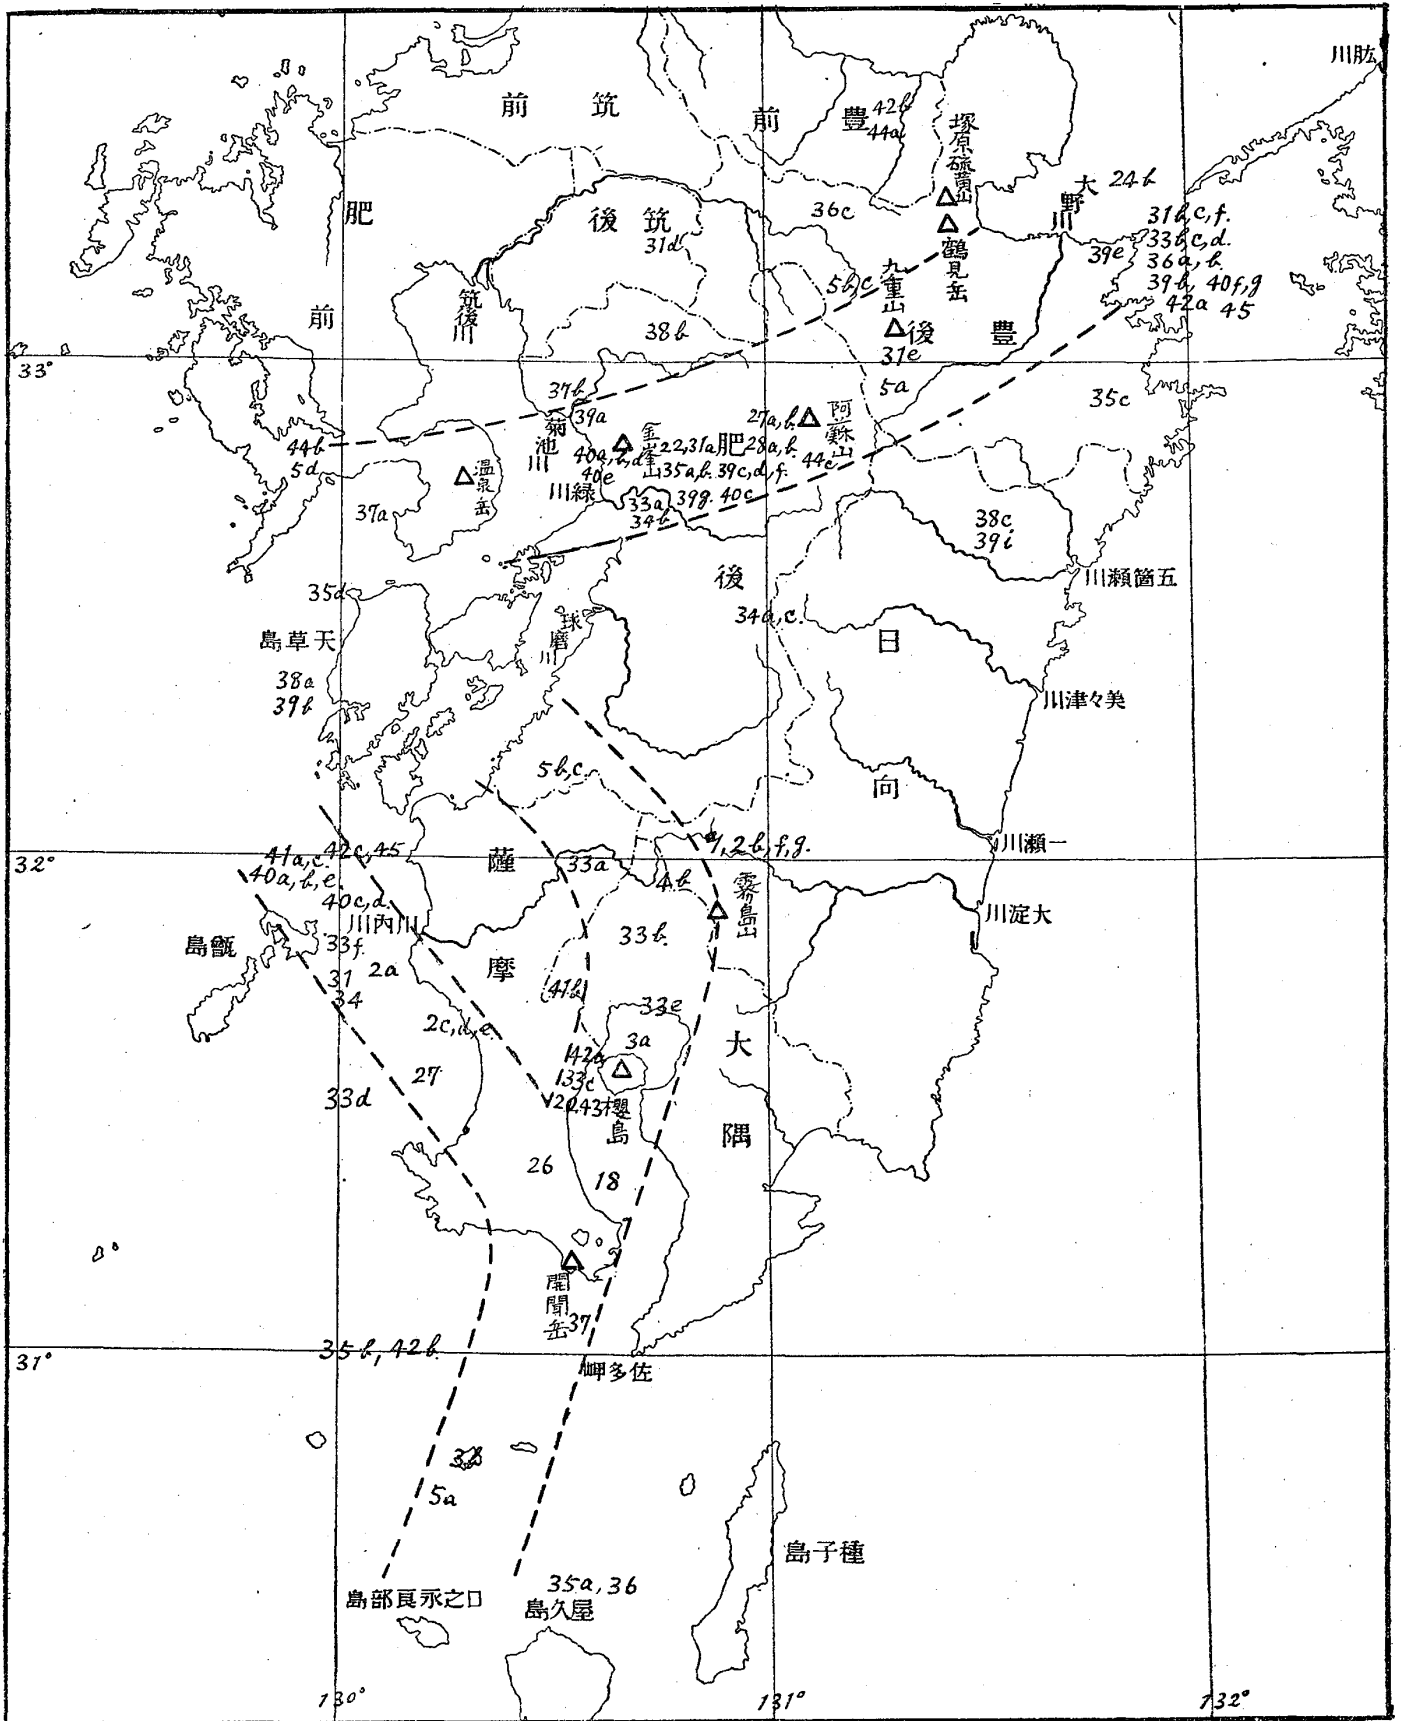 川肱
前 筑
前 豊
42b
44a
塚原硫黄山
大野川
24b
肥
後 筑
31d
36c
鶴見岳
39e
31b,c,f.
33b,c,d.
36a,b.
39b, 40f,g
42a 45
前
筑後川
5b,c.
九重山
後 豊
38b
31e
33°
5a
35c
37b
39a
菊池川
金峯山
27a,b.
阿蘇山
44b
5d
温泉岳
40a,b,d
40e
22,31a,
肥
28a,b.
35a,b. 39c,d,f.
44c
川緑
33a
34b
39g. 40c
37a
38c
39i
後
川瀬箇五
35d
34a,c.
島草天
球磨川
日
38a
39b
川津々美
5b,c.
向
川瀬一
32°
41a,c.
42c,45
薩
33a
1,2b,f,g.
40a,b,e.
4b
霧島山
40c,d.
川内川
川淀大
島甑
33f.
33b.
31
34
2a
摩
41b
33e
2c,d,e.
3a
大
42a
33c
27
33d
22,43
櫻島
隅
26
18
開聞岳
37
31°
35b, 42b.
岬多佐
3b
5a
島子種
島部良永之口
35a, 36
島久屋
130°
131°
132°